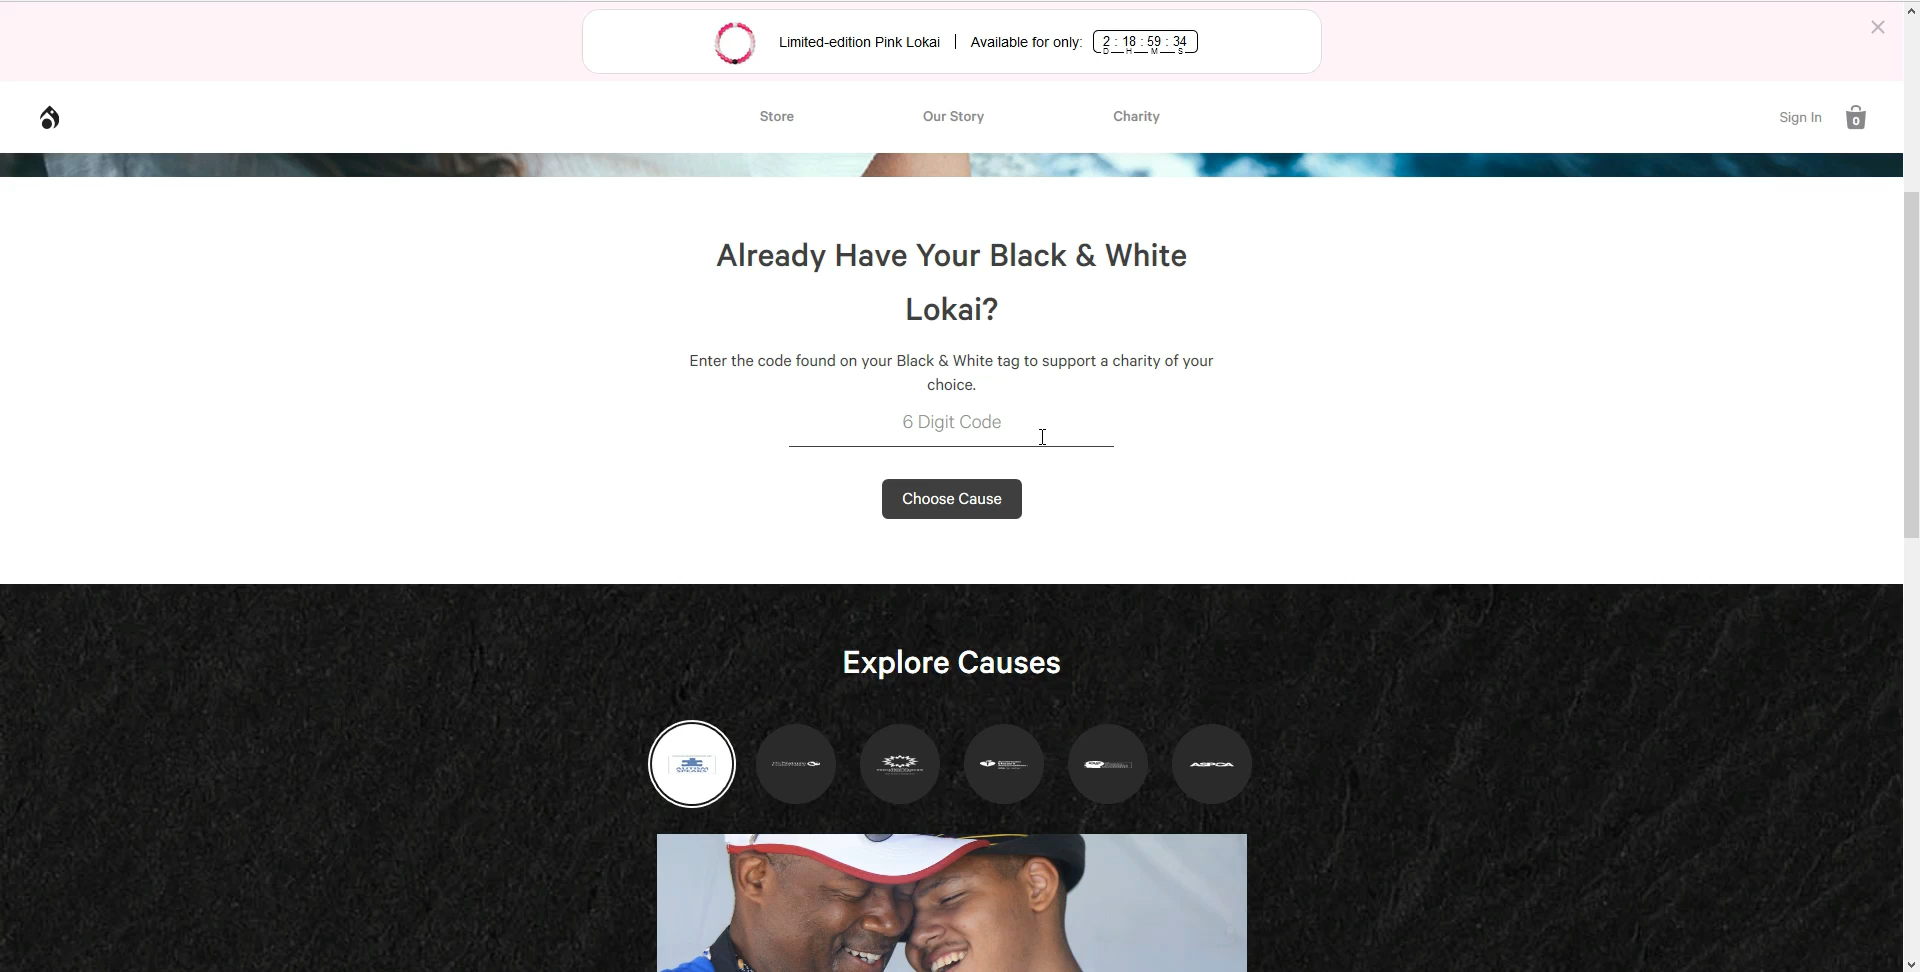 Limited-edition Pink Lokai | Available for only: 2 : 18 : 59 : 34
D H M S
Store Our Story Charity Sign In 0
Already Have Your Black & White
Lokai?
Enter the code found on your Black & White tag to support a charity of your
choice.
6 Digit Code
Choose Cause
Explore Causes
AUTISM
SPEAKS
ASPCA